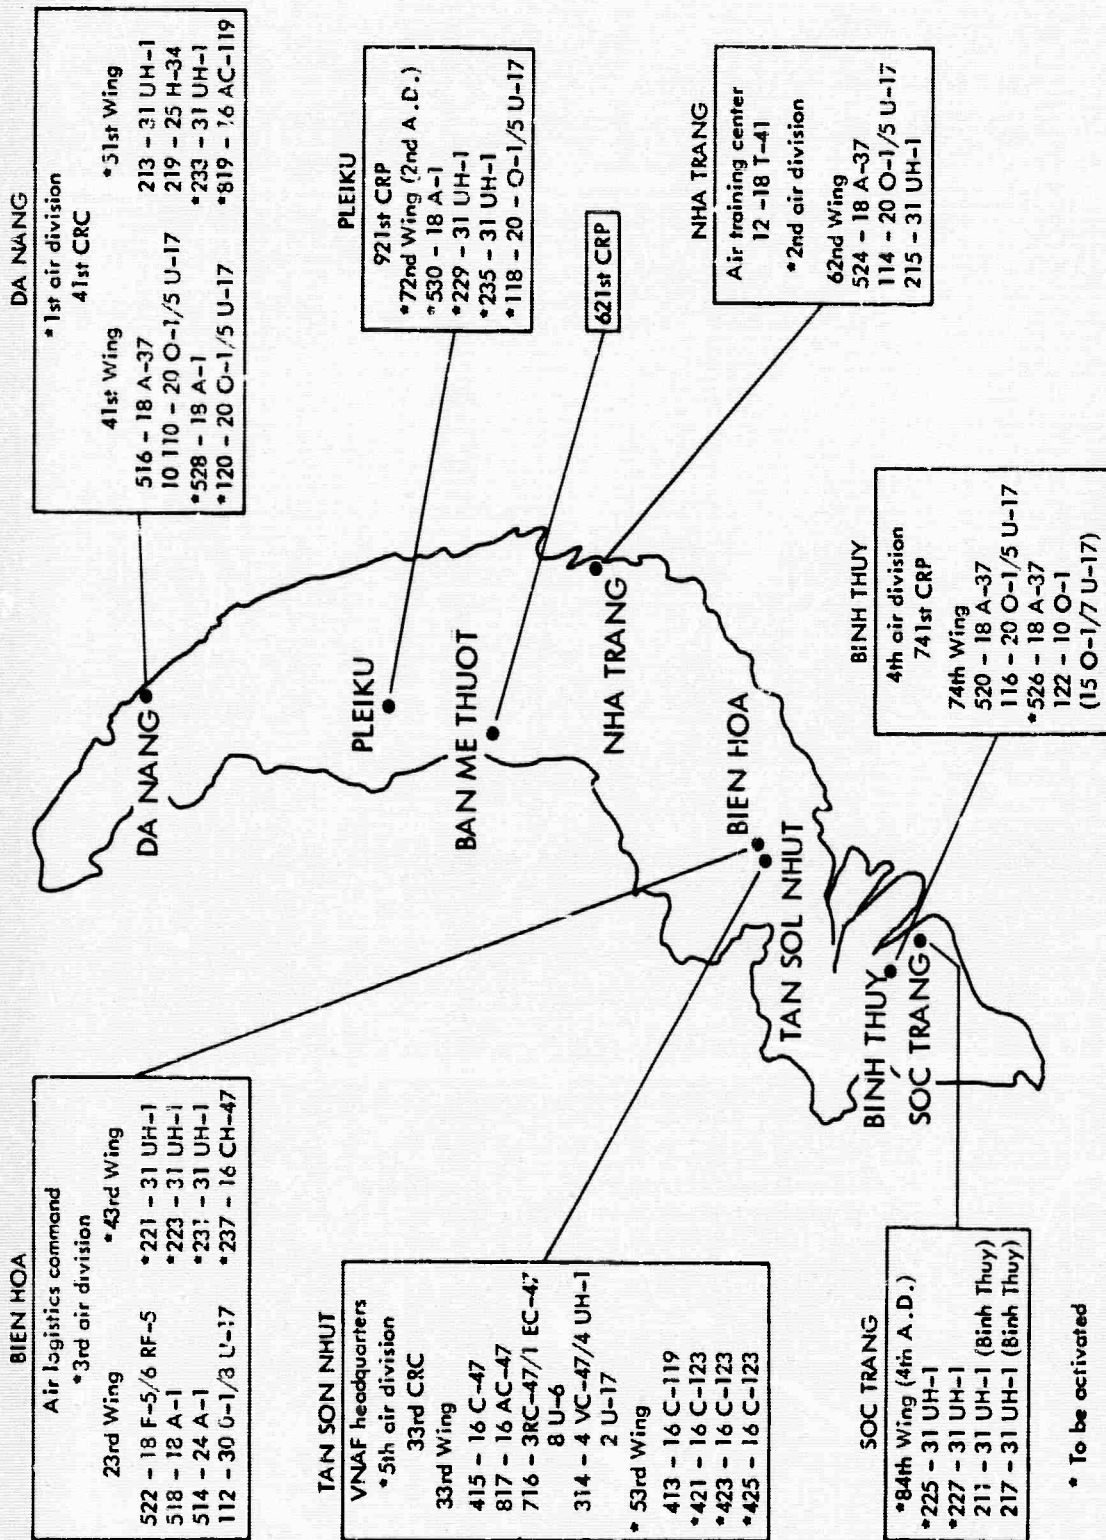 BIEN HOA
Air logistics command
*3rd air division
23rd Wing
522 - 18 F-5/6 RF-5
518 - 18 A-1
514 - 24 A-1
112 - 30 O-1/8 U-17
*43rd Wing
*221 - 31 UH-1
*223 - 31 UH-1
*231 - 31 UH-1
*237 - 16 CH-47
TAN SON NHUT
VNAF headquarters
*5th air division
33rd CRC
33rd Wing
415 - 16 C-47
817 - 16 AC-47
716 - 3RC-47/1 EC-47
8 U-6
314 - 4 VC-47/4 UH-1
2 U-17
* 53rd Wing
413 - 16 C-119
*421 - 16 C-123
*423 - 16 C-123
*425 - 16 C-123
SOC TRANG
*84th Wing (4th A.D.)
*225 - 31 UH-1
*227 - 31 UH-1
211 - 31 UH-1 (Binh Thuy)
217 - 31 UH-1 (Binh Thuy)
* To be activated
DA NANG
PLEIKU
BAN ME THUOT
NHA TRANG
BIEN HOA
TAN SOL NHUT
BINH THUY
SOC TRANG
DA NANG
*1st air division
41st CRC
41st Wing
516 - 18 A-37
10 110 - 20 O-1/5 U-17
*528 - 18 A-1
*120 - 20 O-1/5 U-17
*51st Wing
213 - 31 UH-1
219 - 25 H-34
*233 - 31 UH-1
*819 - 16 AC-119
PLEIKU
921st CRP
*72nd Wing (2nd A.D.)
*530 - 18 A-1
*229 - 31 UH-1
*235 - 31 UH-1
*118 - 20 - O-1/5 U-17
621st CRP
NHA TRANG
Air training center
12 -18 T-41
*2nd air division
62nd Wing
524 - 18 A-37
114 - 20 O-1/5 U-17
215 - 31 UH-1
BINH THUY
4th air division
741st CRP
74th Wing
520 - 18 A-37
116 - 20 O-1/5 U-17
*526 - 18 A-37
122 - 10 O-1
(15 O-1/7 U-17)